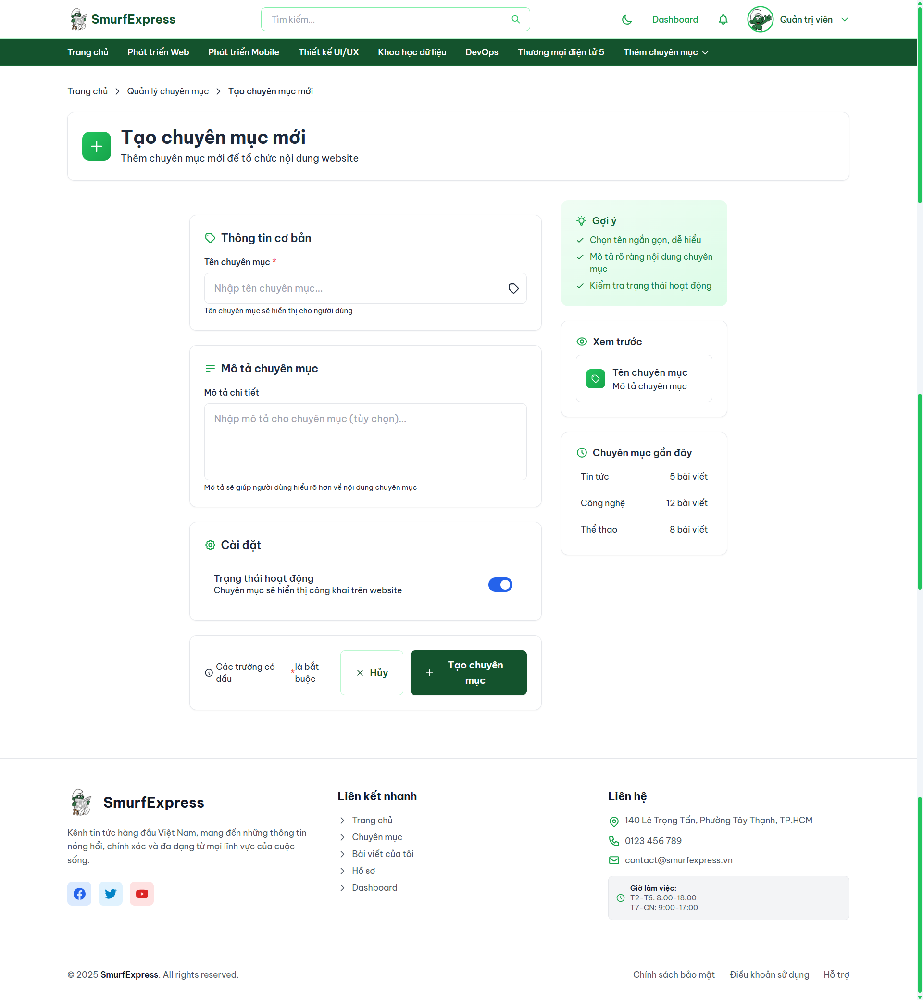 SmurfExpress
Tìm kiếm...
Dashboard
Quản trị viên
Trang chủ
Phát triển Web
Phát triển Mobile
Thiết kế UI/UX
Khoa học dữ liệu
DevOps
Thương mại điện tử 5
Thêm chuyên mục
Trang chủ
Quản lý chuyên mục
Tạo chuyên mục mới
Tạo chuyên mục mới
Thêm chuyên mục mới để tổ chức nội dung website
Thông tin cơ bản
Tên chuyên mục *
Nhập tên chuyên mục...
Tên chuyên mục sẽ hiển thị cho người dùng
Mô tả chuyên mục
Mô tả chi tiết
Nhập mô tả cho chuyên mục (tùy chọn)...
Mô tả sẽ giúp người dùng hiểu rõ hơn về nội dung chuyên mục
Cài đặt
Trạng thái hoạt động
Chuyên mục sẽ hiển thị công khai trên website
Các trường có
dấu
*
là bắt
buộc
Hủy
Tạo chuyên
mục
Gợi ý
Chọn tên ngắn gọn, dễ hiểu
Mô tả rõ ràng nội dung chuyên
mục
Kiểm tra trạng thái hoạt động
Xem trước
Tên chuyên mục
Mô tả chuyên mục
Chuyên mục gần đây
Tin tức
5 bài viết
Công nghệ
12 bài viết
Thể thao
8 bài viết
SmurfExpress
Kênh tin tức hàng đầu Việt Nam, mang đến những thông tin
nóng hổi, chính xác và đa dạng từ mọi lĩnh vực của cuộc
sống.
Liên kết nhanh
Trang chủ
Chuyên mục
Bài viết của tôi
Hồ sơ
Dashboard
Liên hệ
140 Lê Trọng Tấn, Phường Tây Thạnh, TP.HCM
0123 456 789
contact@smurfexpress.vn
Giờ làm việc:
T2-T6: 8:00-18:00
T7-CN: 9:00-17:00
© 2025 SmurfExpress. All rights reserved.
Chính sách bảo mật
Điều khoản sử dụng
Hỗ trợ